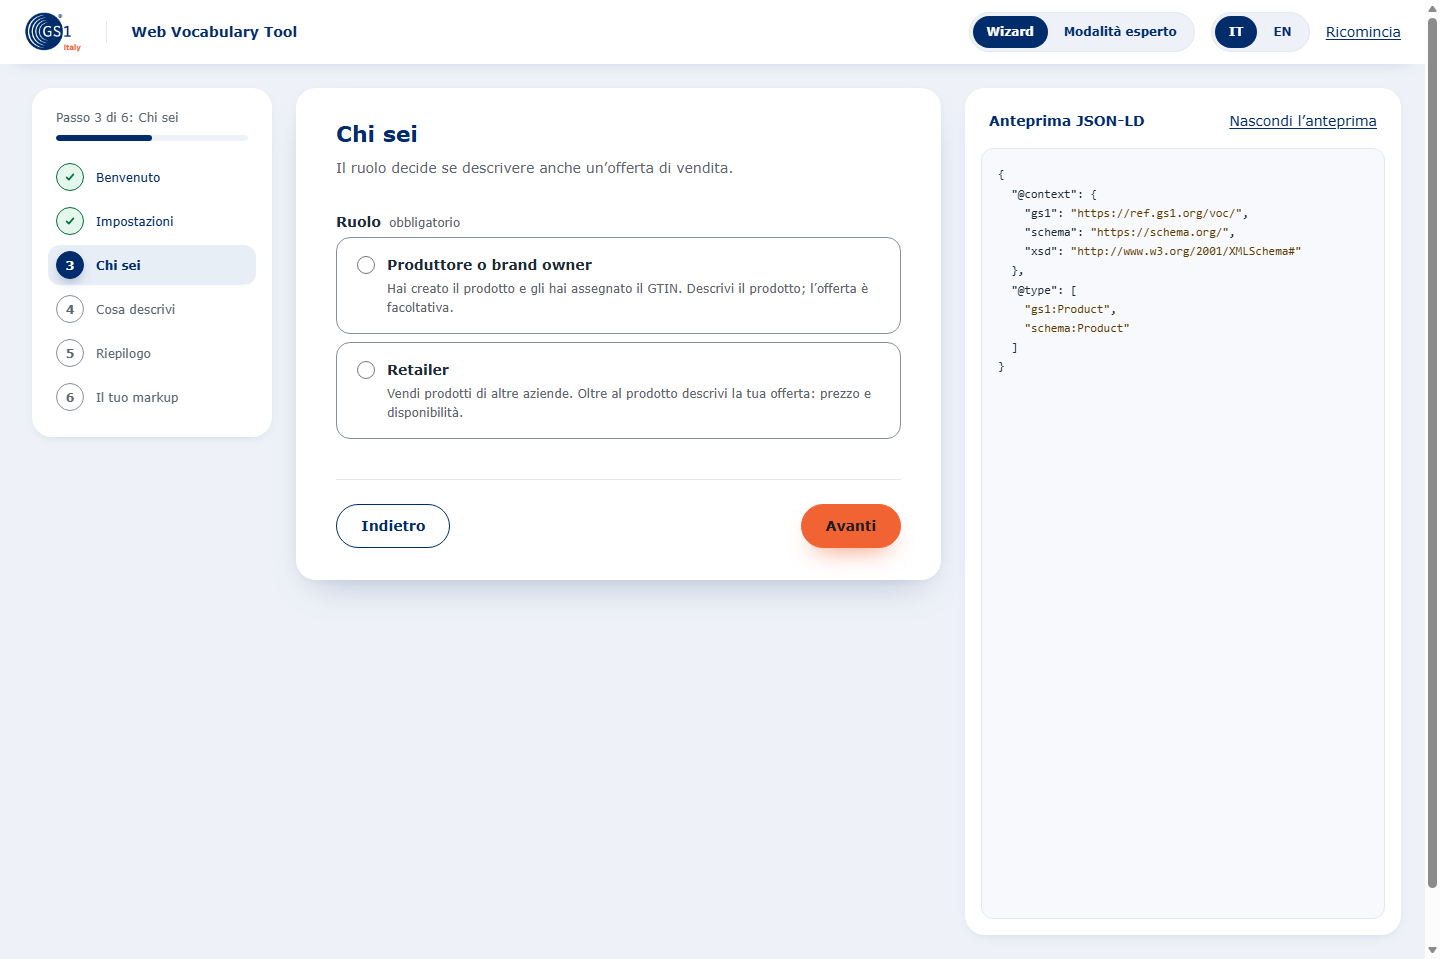 GS1
Italy
Web Vocabulary Tool
Wizard
Modalità esperto
IT
EN
Ricomincia
Passo 3 di 6: Chi sei
Benvenuto
Impostazioni
3 Chi sei
4 Cosa descrivi
5 Riepilogo
6 Il tuo markup
Chi sei
Il ruolo decide se descrivere anche un’offerta di vendita.
Ruolo obbligatorio
Produttore o brand owner
Hai creato il prodotto e gli hai assegnato il GTIN. Descrivi il prodotto; l’offerta è
facoltativa.
Retailer
Vendi prodotti di altre aziende. Oltre al prodotto descrivi la tua offerta: prezzo e
disponibilità.
Indietro
Avanti
Anteprima JSON-LD
Nascondi l’anteprima
{
  "@context": {
    "gs1": "https://ref.gs1.org/voc/",
    "schema": "https://schema.org/",
    "xsd": "http://www.w3.org/2001/XMLSchema#"
  },
  "@type": [
    "gs1:Product",
    "schema:Product"
  ]
}